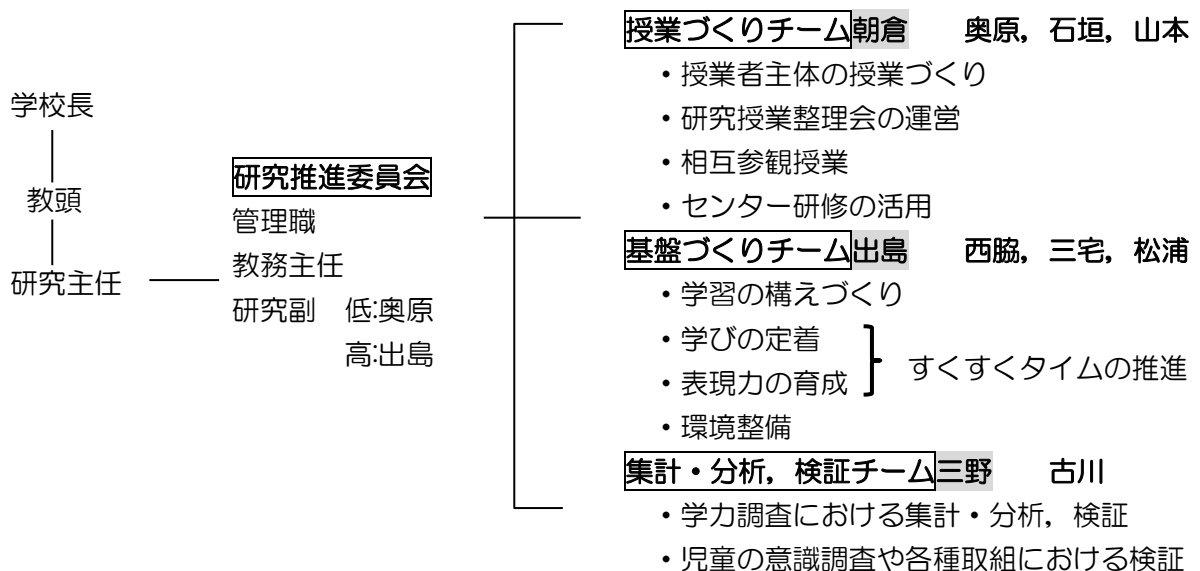 学校長
教頭
研究主任
研究推進委員会
管理職
教務主任
研究副　低:奥原
高:出島
授業づくりチーム朝倉　　奥原，石垣，山本
・授業者主体の授業づくり
・研究授業整理会の運営
・相互参観授業
・センター研修の活用
基盤づくりチーム出島　　西脇，三宅，松浦
・学習の構えづくり
・学びの定着
・表現力の育成
すくすくタイムの推進
・環境整備
集計・分析，検証チーム三野　　古川
・学力調査における集計・分析，検証
・児童の意識調査や各種取組における検証